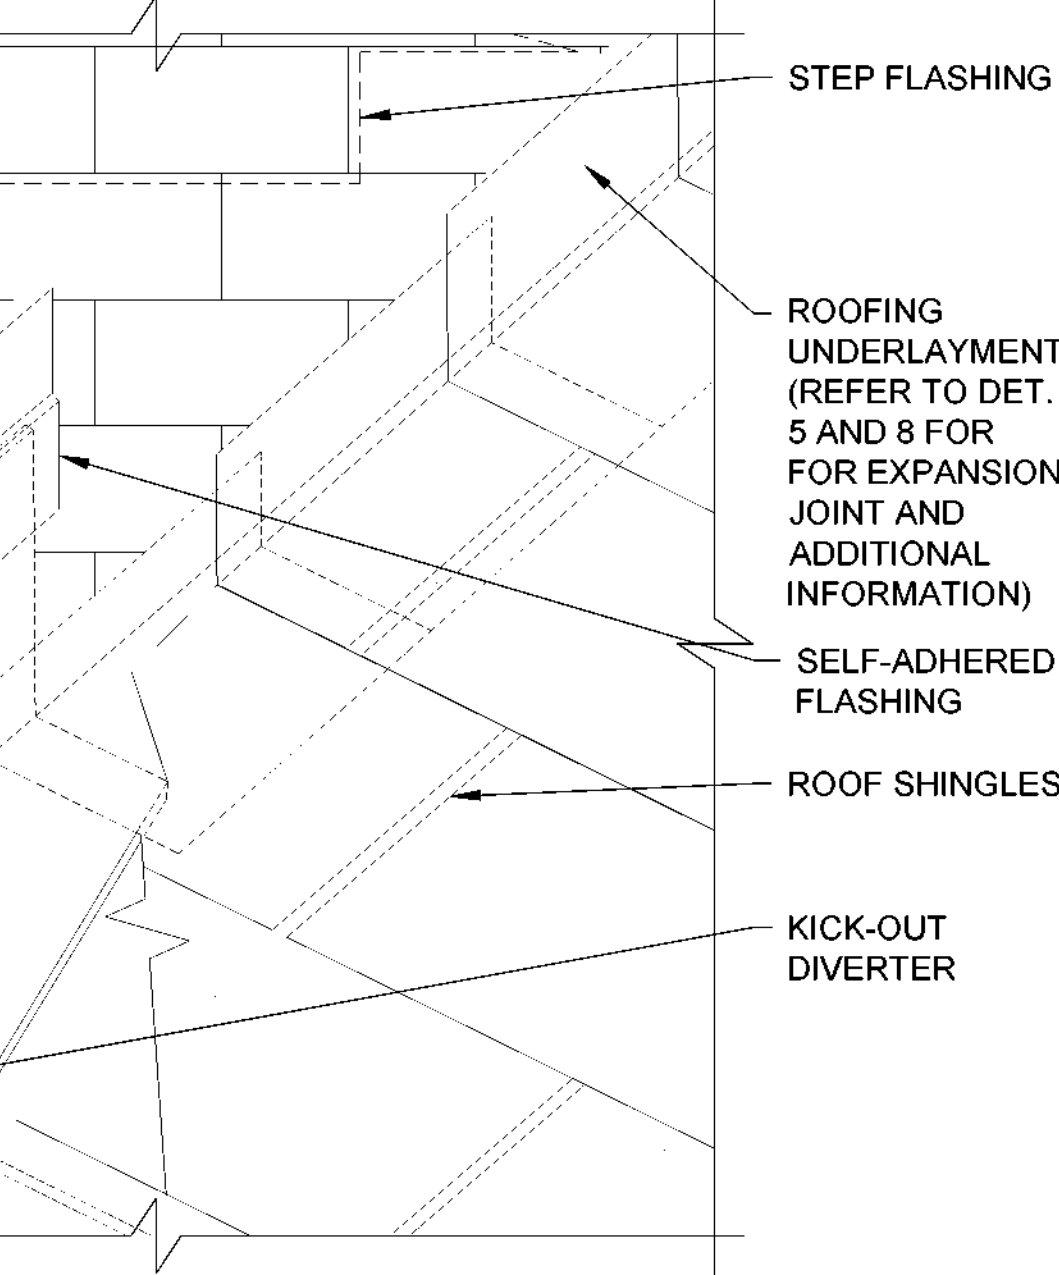 STEP FLASHING
ROOFING
UNDERLAYMENT
(REFER TO DET.
5 AND 8 FOR
FOR EXPANSION
JOINT AND
ADDITIONAL
INFORMATION)
SELF-ADHERED
FLASHING
ROOF SHINGLES
KICK-OUT
DIVERTER